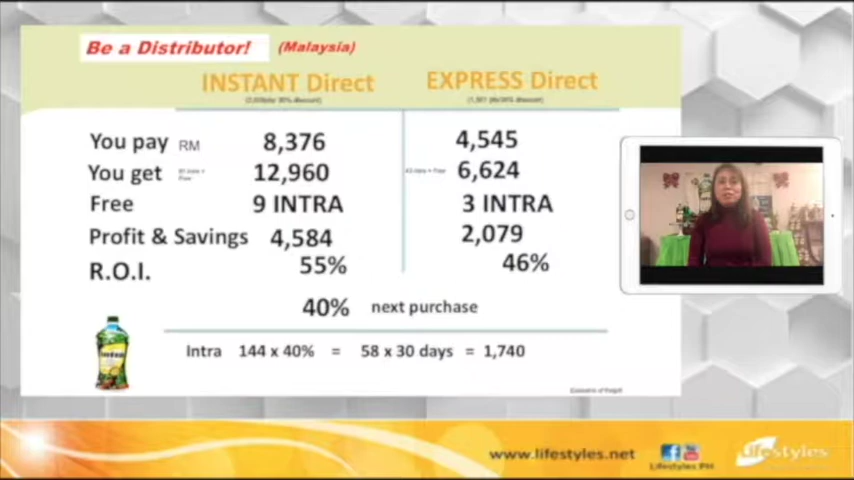 Be a Distributor! (Malaysia)
INSTANT Direct EXPRESS Direct
You pay RM 8,376 4,545
You get 12,960 6,624
Free 9 INTRA 3 INTRA
Profit & Savings 4,584 2,079
R.O.I. 55% 46%
40% next purchase
Intra 144 x 40% = 58 x 30 days = 1,740
www.lifestyles.net
Lifestyles PH
Lifestyles